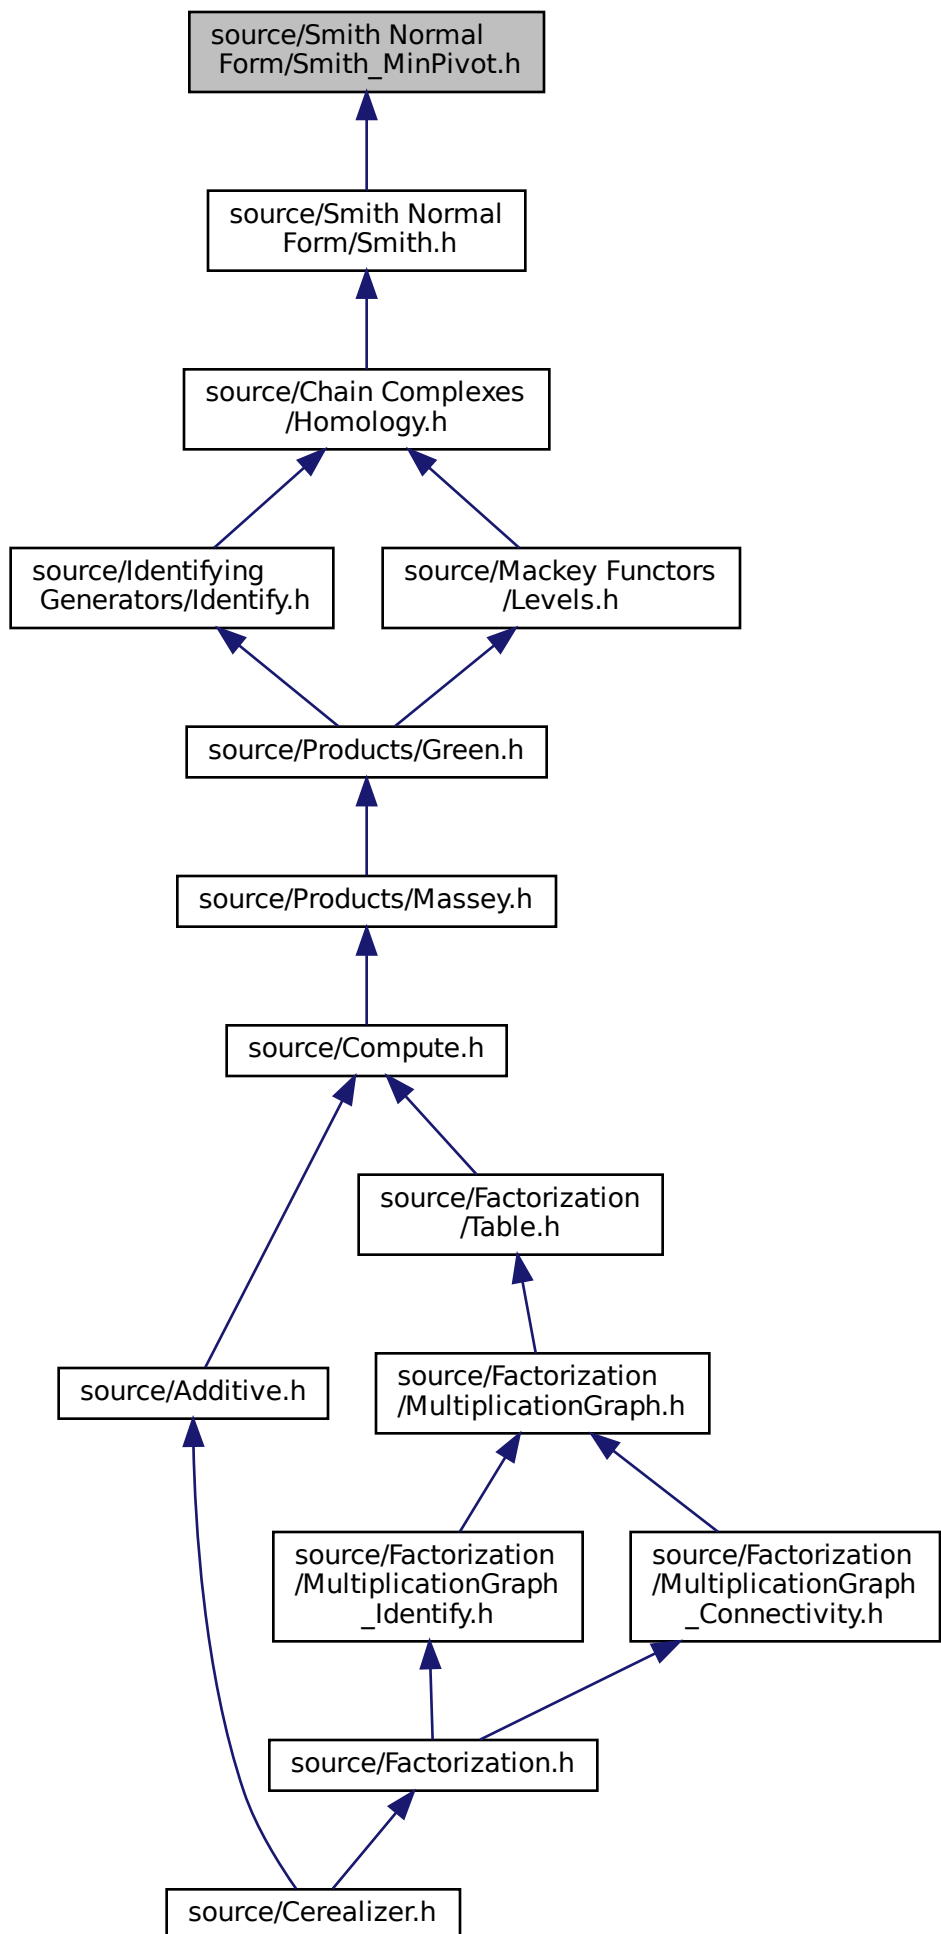 source/Smith Normal
Form/Smith_MinPivot.h
source/Smith Normal
Form/Smith.h
source/Chain Complexes
/Homology.h
source/Identifying
Generators/Identify.h
source/Mackey Functors
/Levels.h
source/Products/Green.h
source/Products/Massey.h
source/Compute.h
source/Factorization
/Table.h
source/Additive.h
source/Factorization
/MultiplicationGraph.h
source/Factorization
/MultiplicationGraph
_Identify.h
source/Factorization
/MultiplicationGraph
_Connectivity.h
source/Factorization.h
source/Cerealizer.h